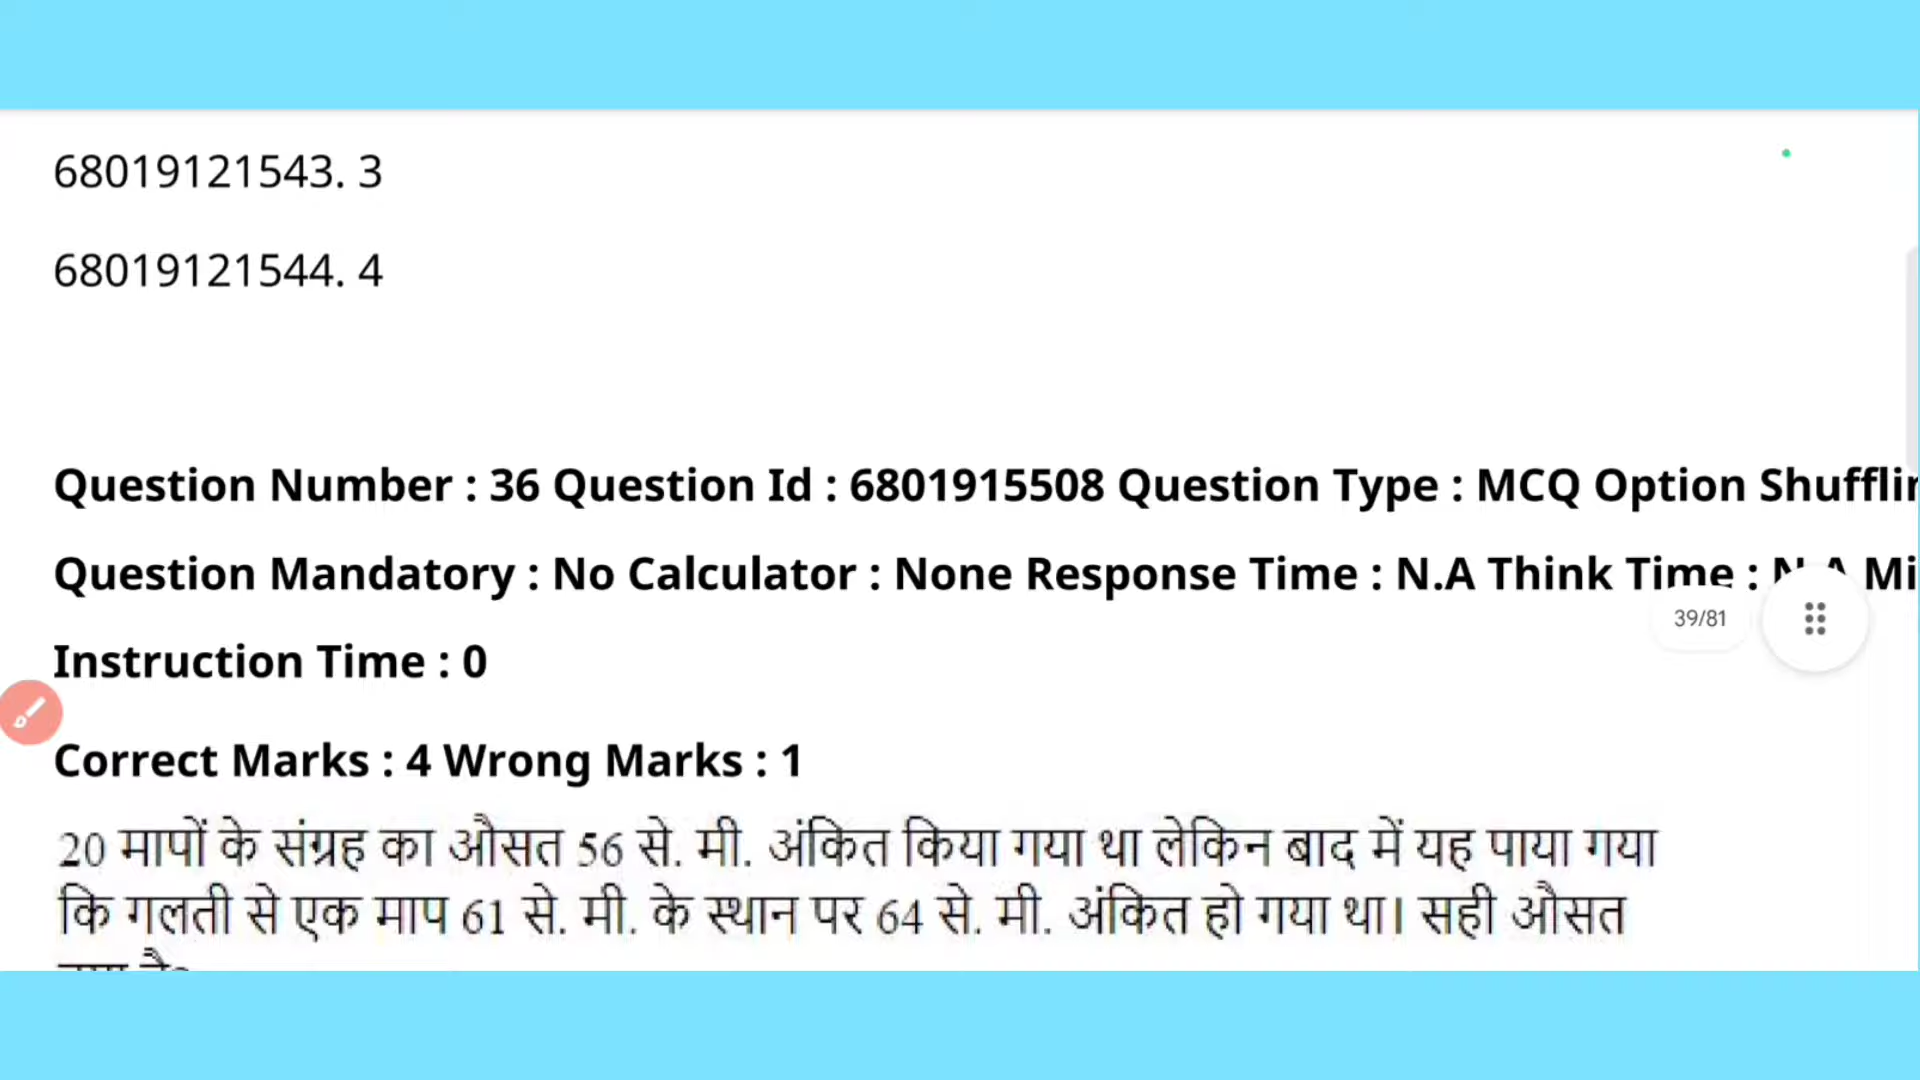 68019121543. 3
68019121544. 4
Question Number : 36 Question Id : 6801915508 Question Type : MCQ Option
Question Mandatory : No Calculator : None Response Time : N.A Think Time :
39/81
Instruction Time : 0
Correct Marks : 4 Wrong Marks : 1
20 मापों के संग्रह का औसत 56 से. मी. अंकित किया गया था लेकिन बाद में यह पाया गया
कि गलती से एक माप 61 से. मी. के स्थान पर 64 से. मी. अंकित हो गया था। सही औसत